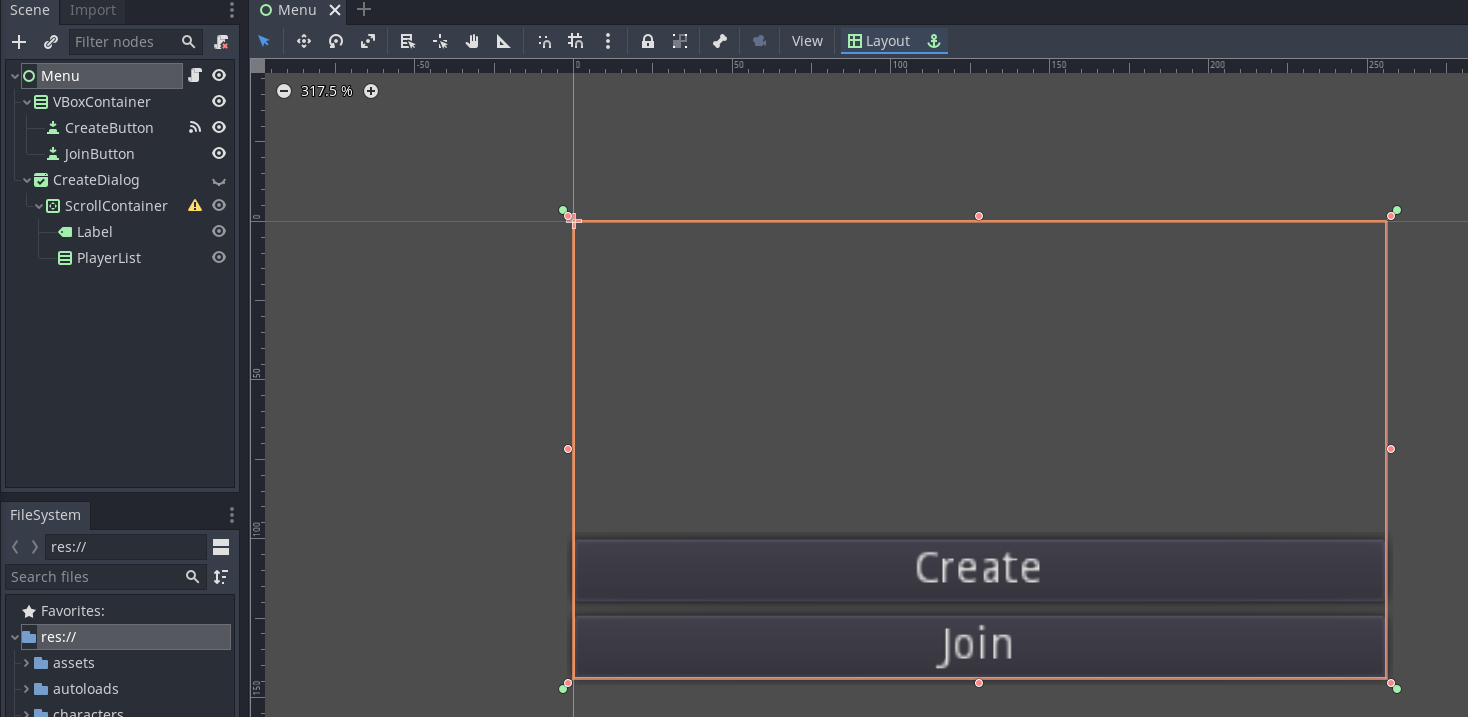 Scene Import
Menu
Filter nodes
View Layout
Menu
VBoxContainer
CreateButton
JoinButton
CreateDialog
ScrollContainer
Label
PlayerList
-50 0 50 100 150 200 250
317.5 %
0
50
100
150
Create
Join
FileSystem
res://
Search files
Favorites:
res://
assets
autoloads
characters